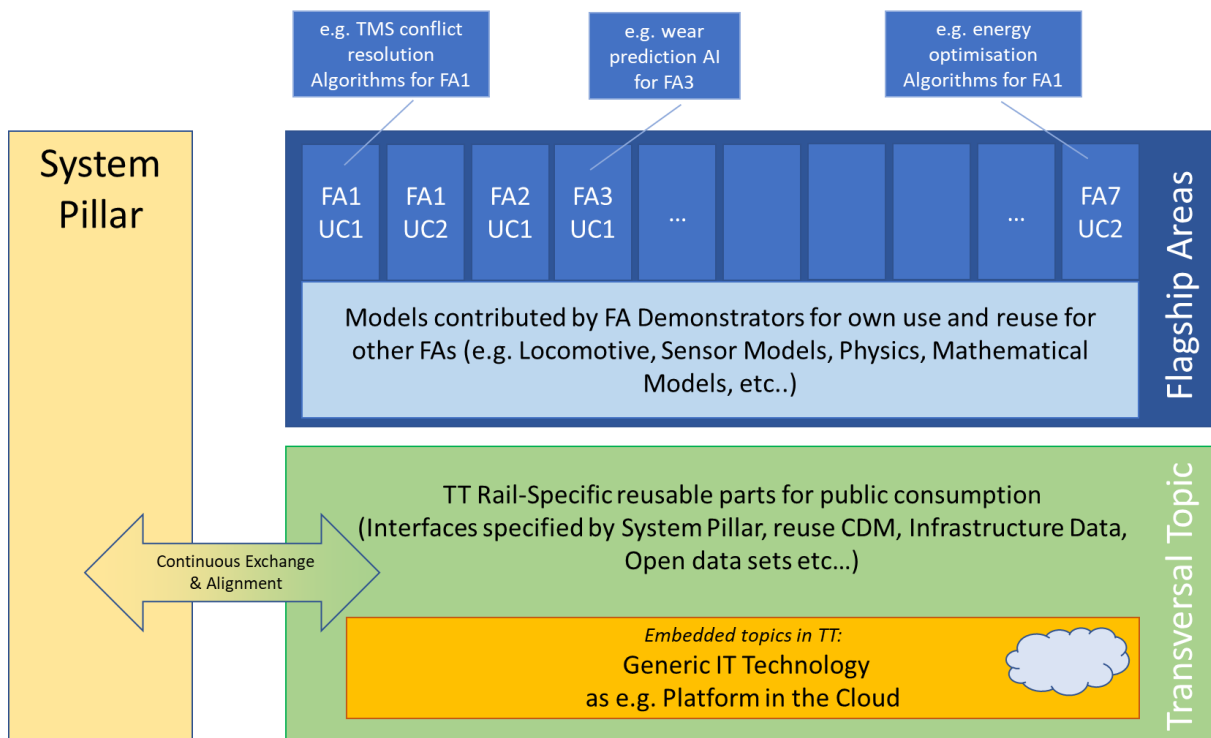 e.g. TMS conflict
resolution
Algorithms for FA1
e.g. wear
prediction AI
for FA3
e.g. energy
optimisation
Algorithms for FA1
System
Pillar
FA1
UC1
FA1
UC2
FA2
UC1
FA3
UC1
...
...
FA7
UC2
Flagship Areas
Models contributed by FA Demonstrators for own use and reuse for
other FAs (e.g. Locomotive, Sensor Models, Physics, Mathematical
Models, etc..)
TT Rail-Specific reusable parts for public consumption
(Interfaces specified by System Pillar, reuse CDM, Infrastructure Data,
Open data sets etc...)
Transversal Topic
Continuous Exchange
& Alignment
Embedded topics in TT:
Generic IT Technology
as e.g. Platform in the Cloud